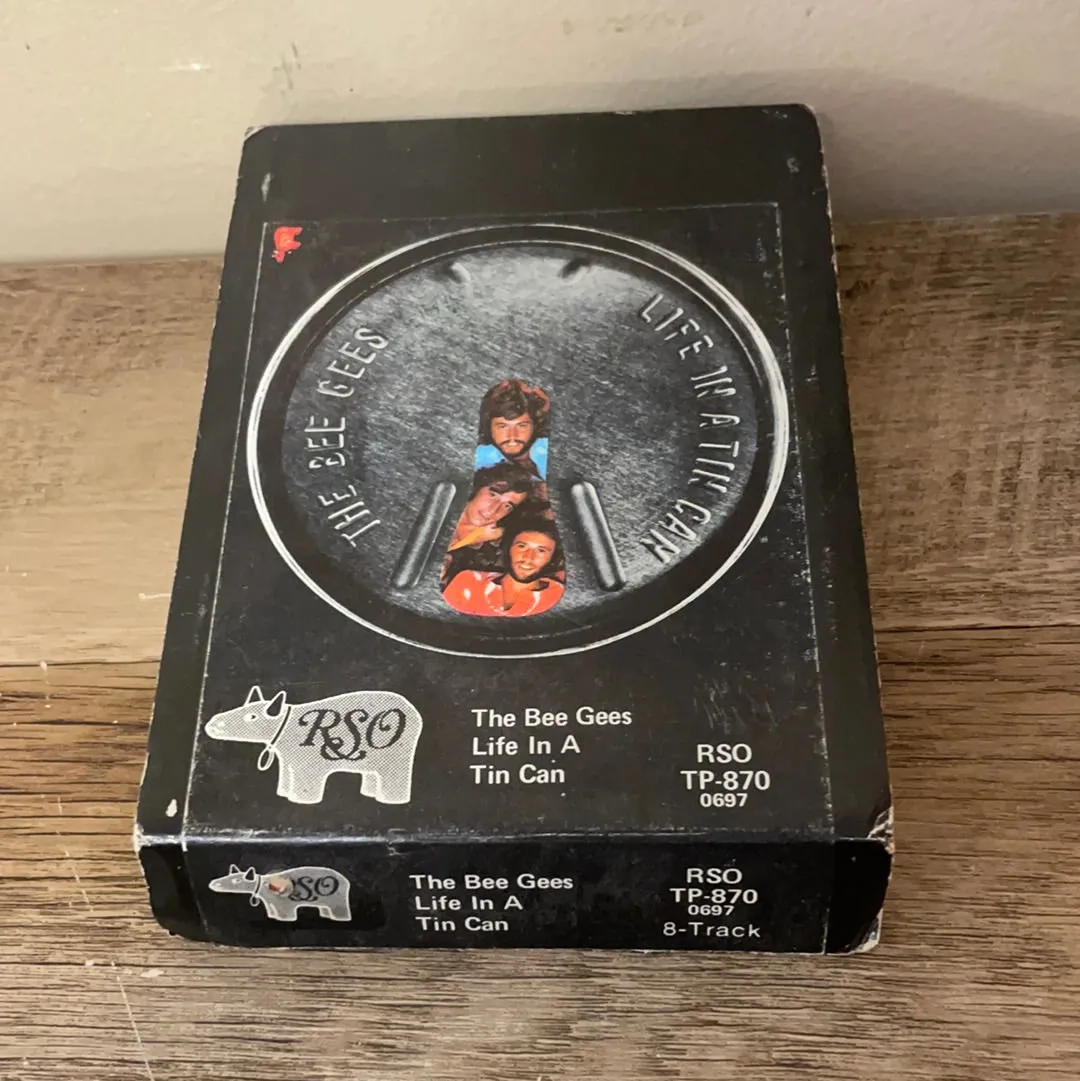 THE BEE GEES
LIFE IN A TIN CAN
RSO
The Bee Gees
Life In A
Tin Can
RSO
TP-870
0697
RSO
The Bee Gees
Life In A
Tin Can
RSO
TP-870
0697
8-Track